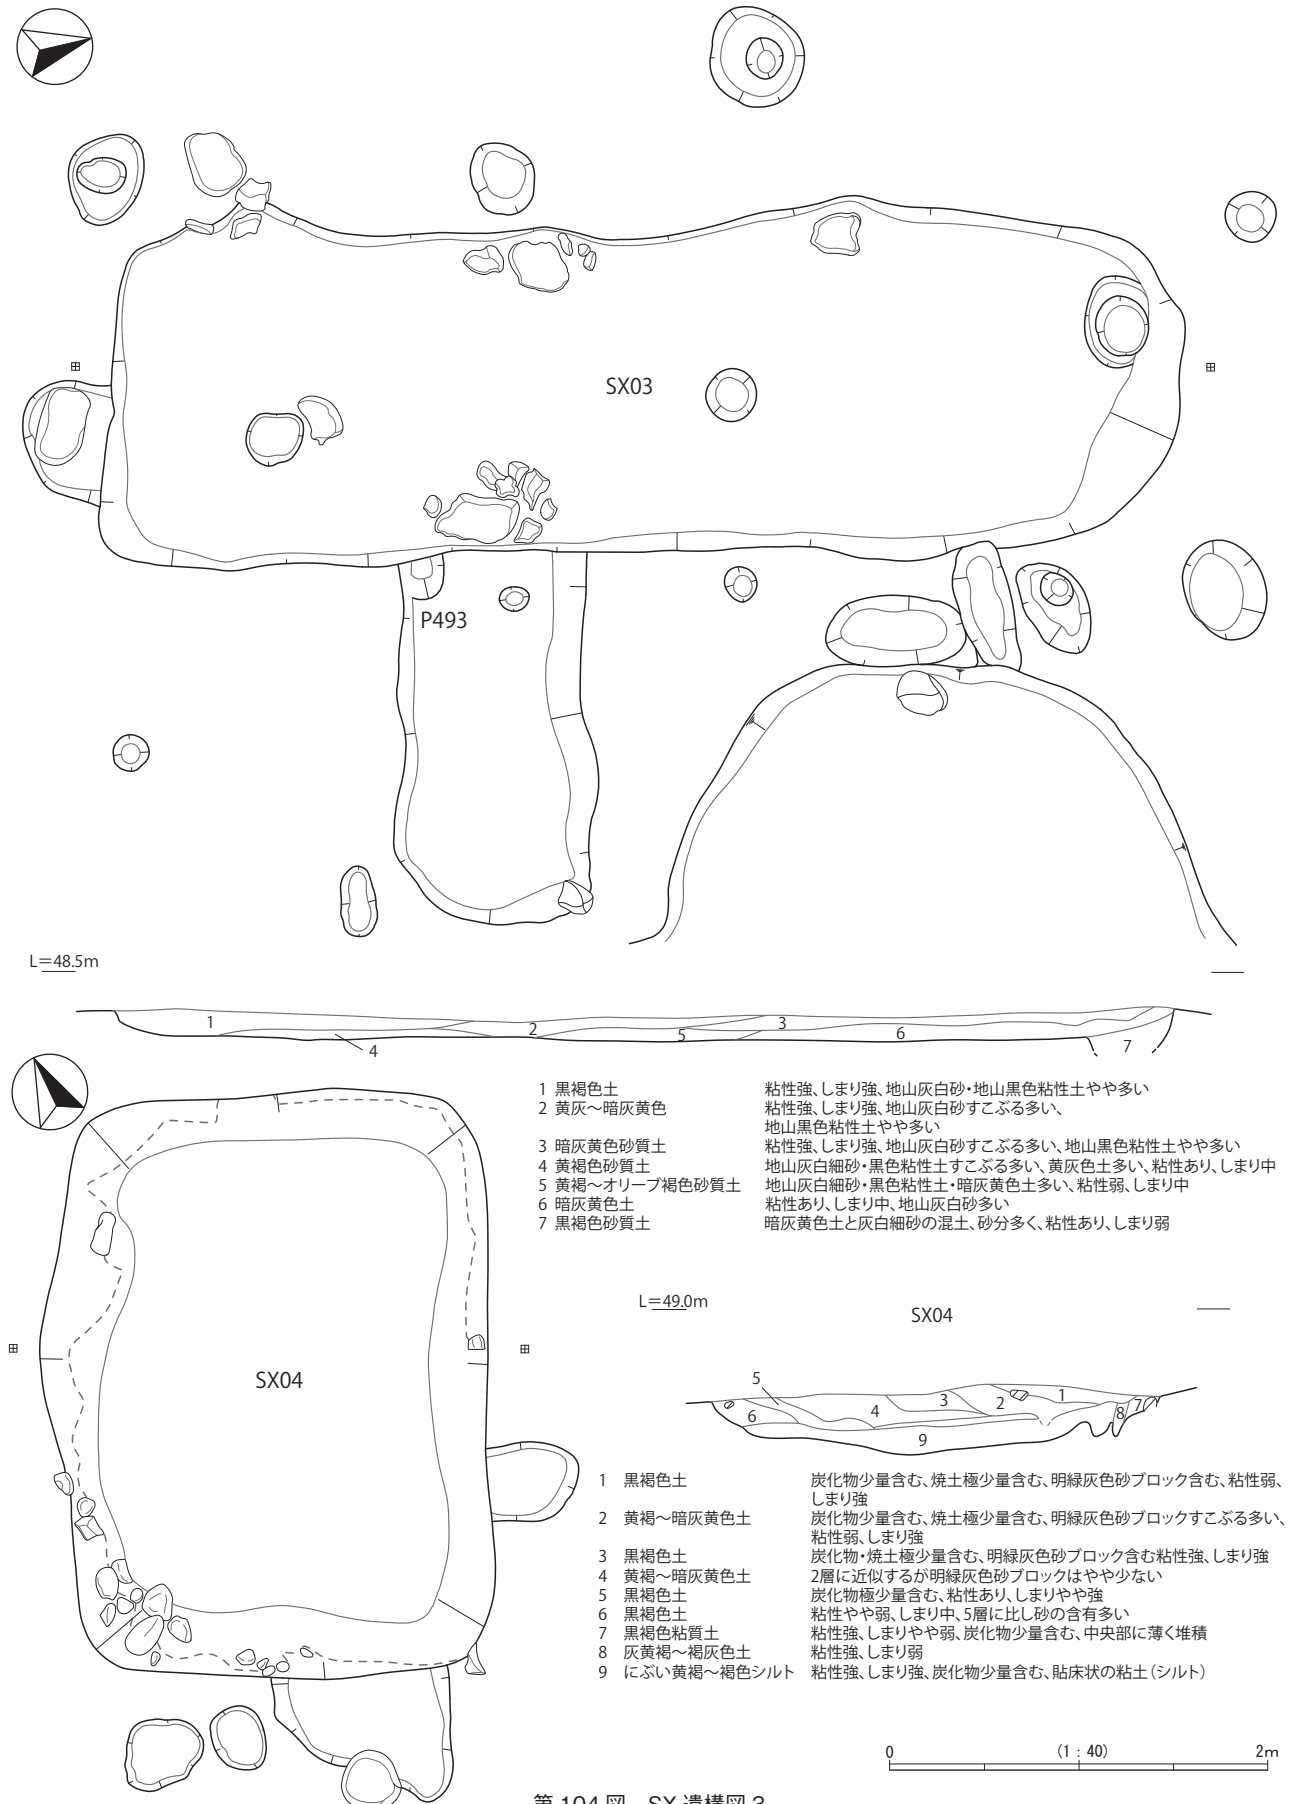 SX03
P493
L＝48.5m
1
2
3
4
5
6
7
1 黒褐色土 粘性強、しまり強、地山灰白砂・地山黒色粘性土やや多い
2 黄灰～暗灰黄色 粘性強、しまり強、地山灰白砂すこぶる多い、
地山黒色粘性土やや多い
3 暗灰黄色砂質土 粘性強、しまり強、地山灰白砂すこぶる多い、地山黒色粘性土やや多い
4 黄褐色砂質土 地山灰白細砂・黒色粘性土すこぶる多い、黄灰色土多い、粘性あり、しまり中
5 黄褐～オリーブ褐色砂質土 地山灰白細砂・黒色粘性土・暗灰黄色土多い、粘性弱、しまり中
6 暗灰黄色土 粘性あり、しまり中、地山灰白砂多い
7 黒褐色砂質土 暗灰黄色土と灰白細砂の混土、砂分多く、粘性あり、しまり弱
SX04
L＝49.0m
SX04
1
2
3
4
5
6
7
8
9
1 黒褐色土 炭化物少量含む、焼土極少量含む、明緑灰色砂ブロック含む、粘性弱、
しまり強
2 黄褐～暗灰黄色土 炭化物少量含む、焼土極少量含む、明緑灰色砂ブロックすこぶる多い、
粘性弱、しまり強
3 黒褐色土 炭化物・焼土極少量含む、明緑灰色砂ブロック含む粘性強、しまり強
4 黄褐～暗灰黄色土 2層に近似するが明緑灰色砂ブロックはやや少ない
5 黒褐色土 炭化物極少量含む、粘性あり、しまりやや強
6 黒褐色土 粘性やや弱、しまり中、5層に比し砂の含有多い
7 黒褐色粘質土 粘性強、しまりやや弱、炭化物少量含む、中央部に薄く堆積
8 灰黄褐～褐灰色土 粘性強、しまり弱
9 にぶい黄褐～褐色シルト 粘性強、しまり強、炭化物少量含む、貼床状の粘土（シルト）
0 （1：40） 2m
第 104 図 SX 遺構図 3